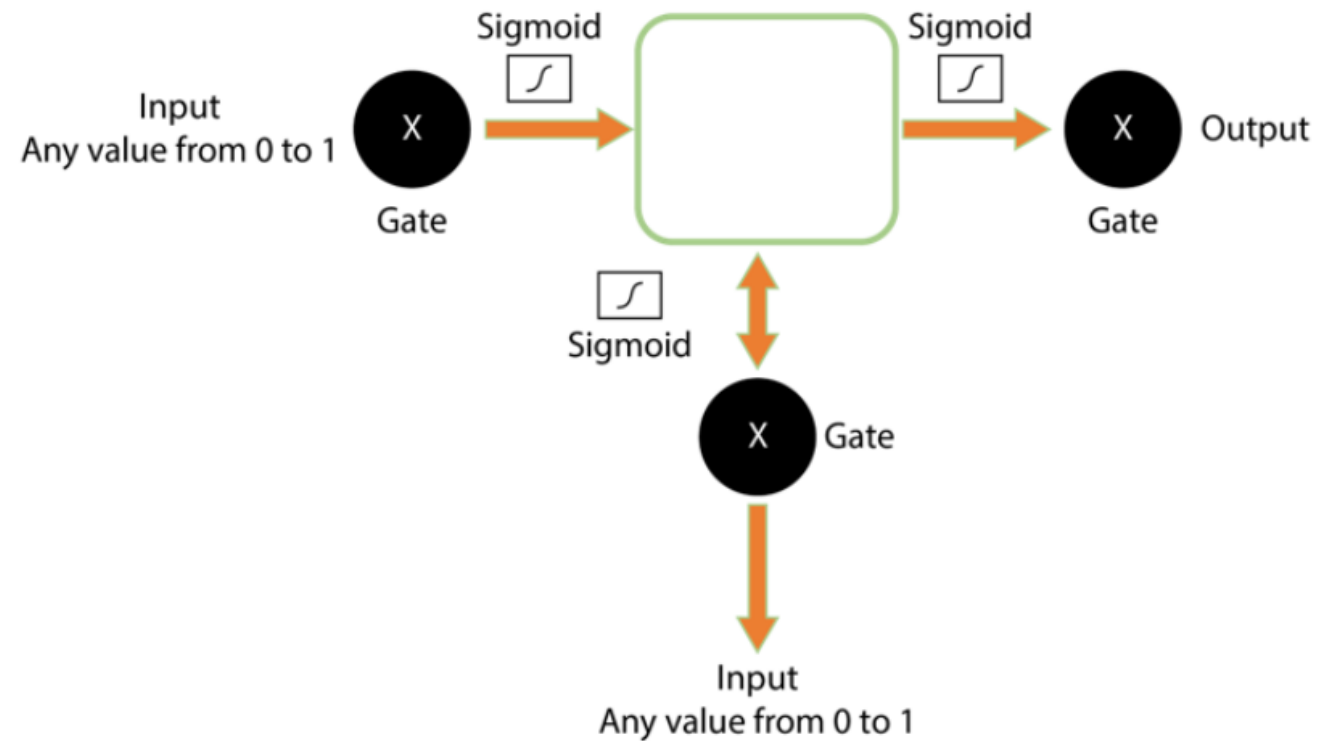 Sigmoid
Sigmoid
Input
Any value from 0 to 1
X
X
Output
Gate
Gate
Sigmoid
X
Gate
Input
Any value from 0 to 1